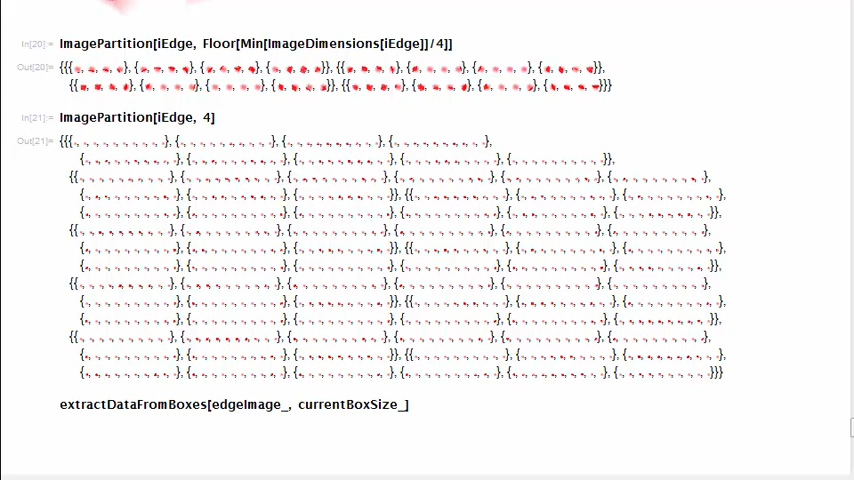 In[20]:= ImagePartition[iEdge, Floor[Min[ImageDimensions[iEdge]]/4]]
Out[20]=
In[21]:= ImagePartition[iEdge, 4]
Out[21]=
extractDataFromBoxes[edgeImage_, currentBoxSize_]